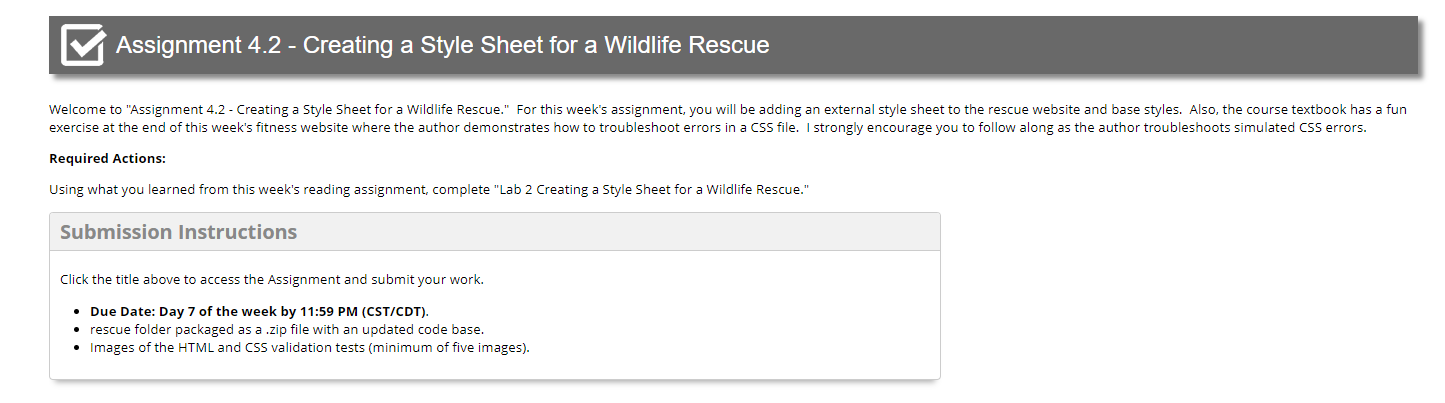 Assignment 4.2 - Creating a Style Sheet for a Wildlife Rescue
Welcome to "Assignment 4.2 - Creating a Style Sheet for a Wildlife Rescue." For this week's assignment, you will be adding an external style sheet to the rescue website and base styles. Also, the course textbook has a fun
exercise at the end of this week's fitness website where the author demonstrates how to troubleshoot errors in a CSS file. I strongly encourage you to follow along as the author troubleshoots simulated CSS errors.
Required Actions:
Using what you learned from this week's reading assignment, complete "Lab 2 Creating a Style Sheet for a Wildlife Rescue."
Submission Instructions
Click the title above to access the Assignment and submit your work.
• Due Date: Day 7 of the week by 11:59 PM (CST/CDT).
• rescue folder packaged as a .zip file with an updated code base.
• Images of the HTML and CSS validation tests (minimum of five images).